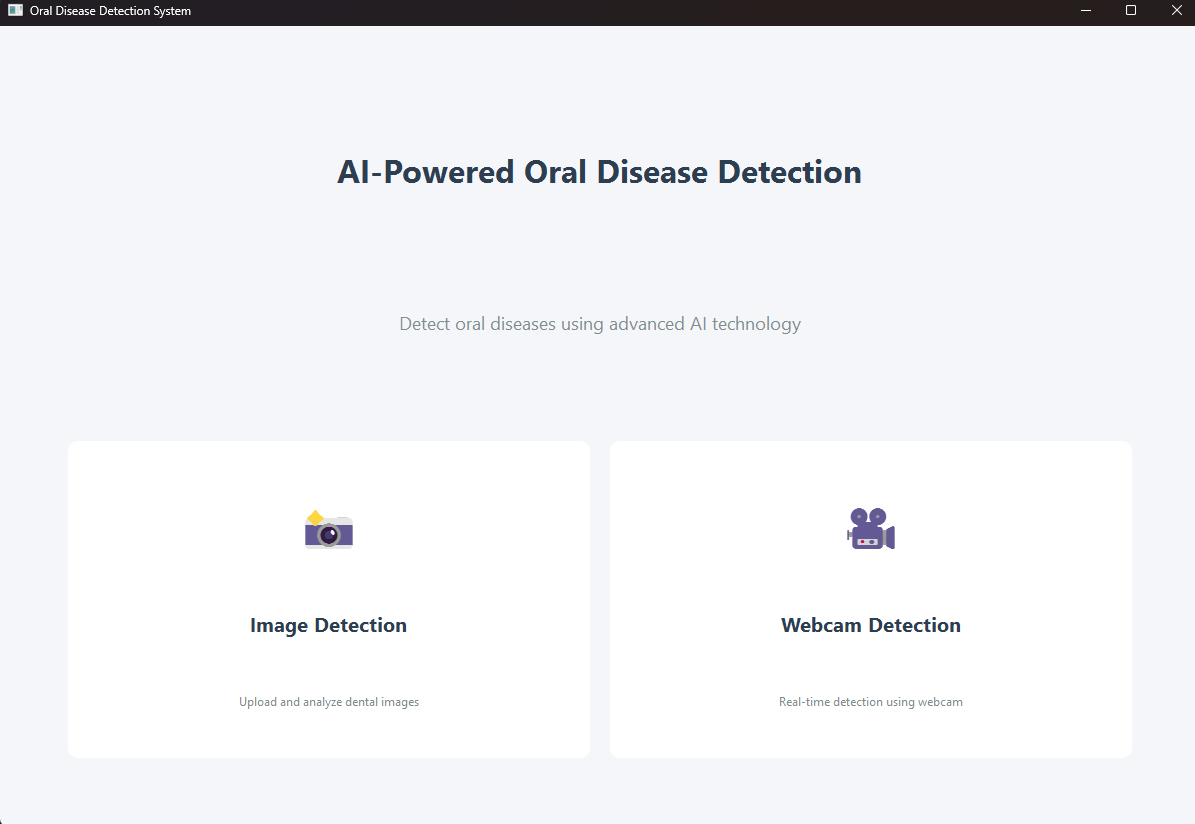 Oral Disease Detection System
AI-Powered Oral Disease Detection
Detect oral diseases using advanced AI technology
Image Detection
Upload and analyze dental images
Webcam Detection
Real-time detection using webcam